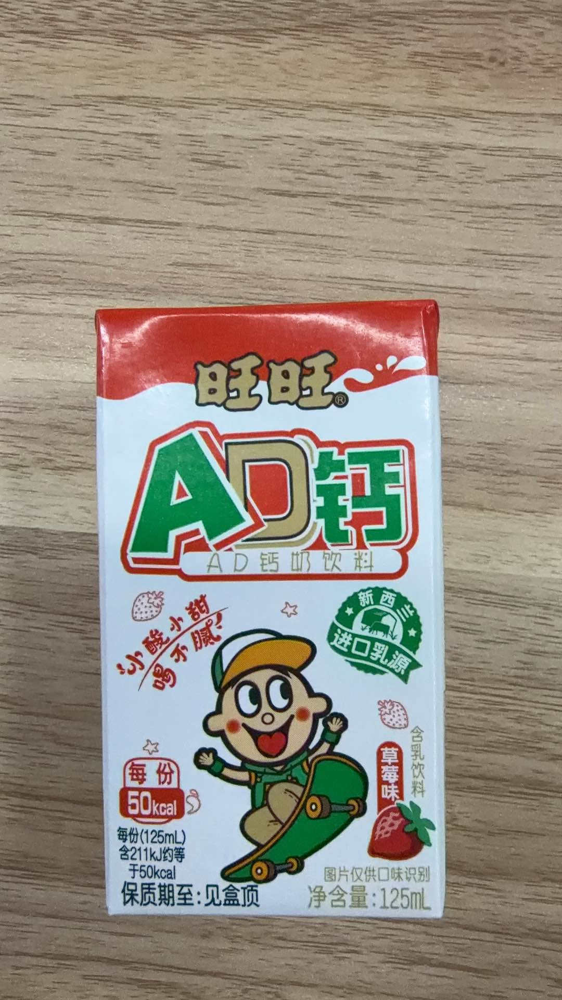 旺旺®
AD钙
AD钙奶饮料
小酸小甜
喝不腻
新西兰
进口乳源
每份
50kcal
每份(125mL)
含211kJ约等
于50kcal
保质期至:见盒顶
含乳饮料
草莓味
图片仅供口味识别
净含量:125mL